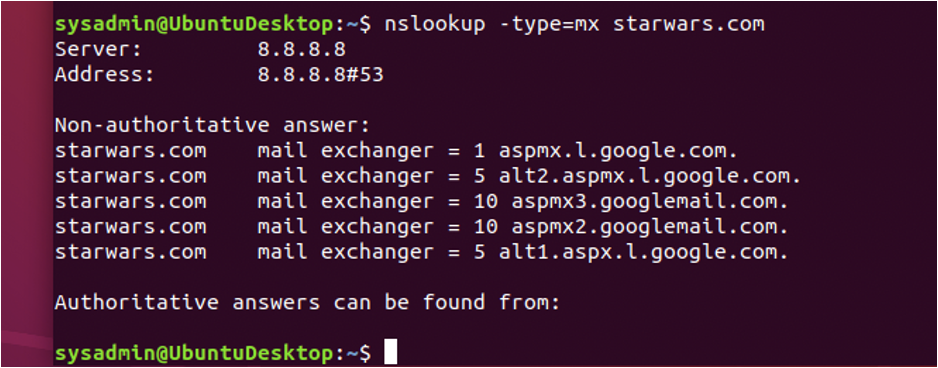 sysadmin@UbuntuDesktop:~$ nslookup -type=mx starwars.com
Server:         8.8.8.8
Address:        8.8.8.8#53

Non-authoritative answer:
starwars.com    mail exchanger = 1 aspmx.l.google.com.
starwars.com    mail exchanger = 5 alt2.aspmx.l.google.com.
starwars.com    mail exchanger = 10 aspmx3.googlemail.com.
starwars.com    mail exchanger = 10 aspmx2.googlemail.com.
starwars.com    mail exchanger = 5 alt1.aspx.l.google.com.

Authoritative answers can be found from:

sysadmin@UbuntuDesktop:~$